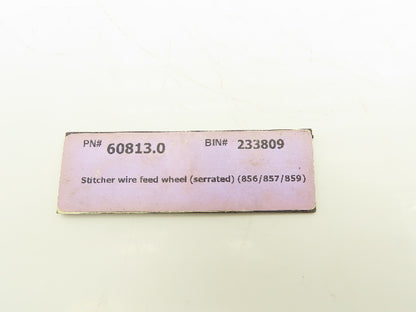 PN# 60813.0 BIN# 233809
Stitcher wire feed wheel (serrated) (856/857/859)